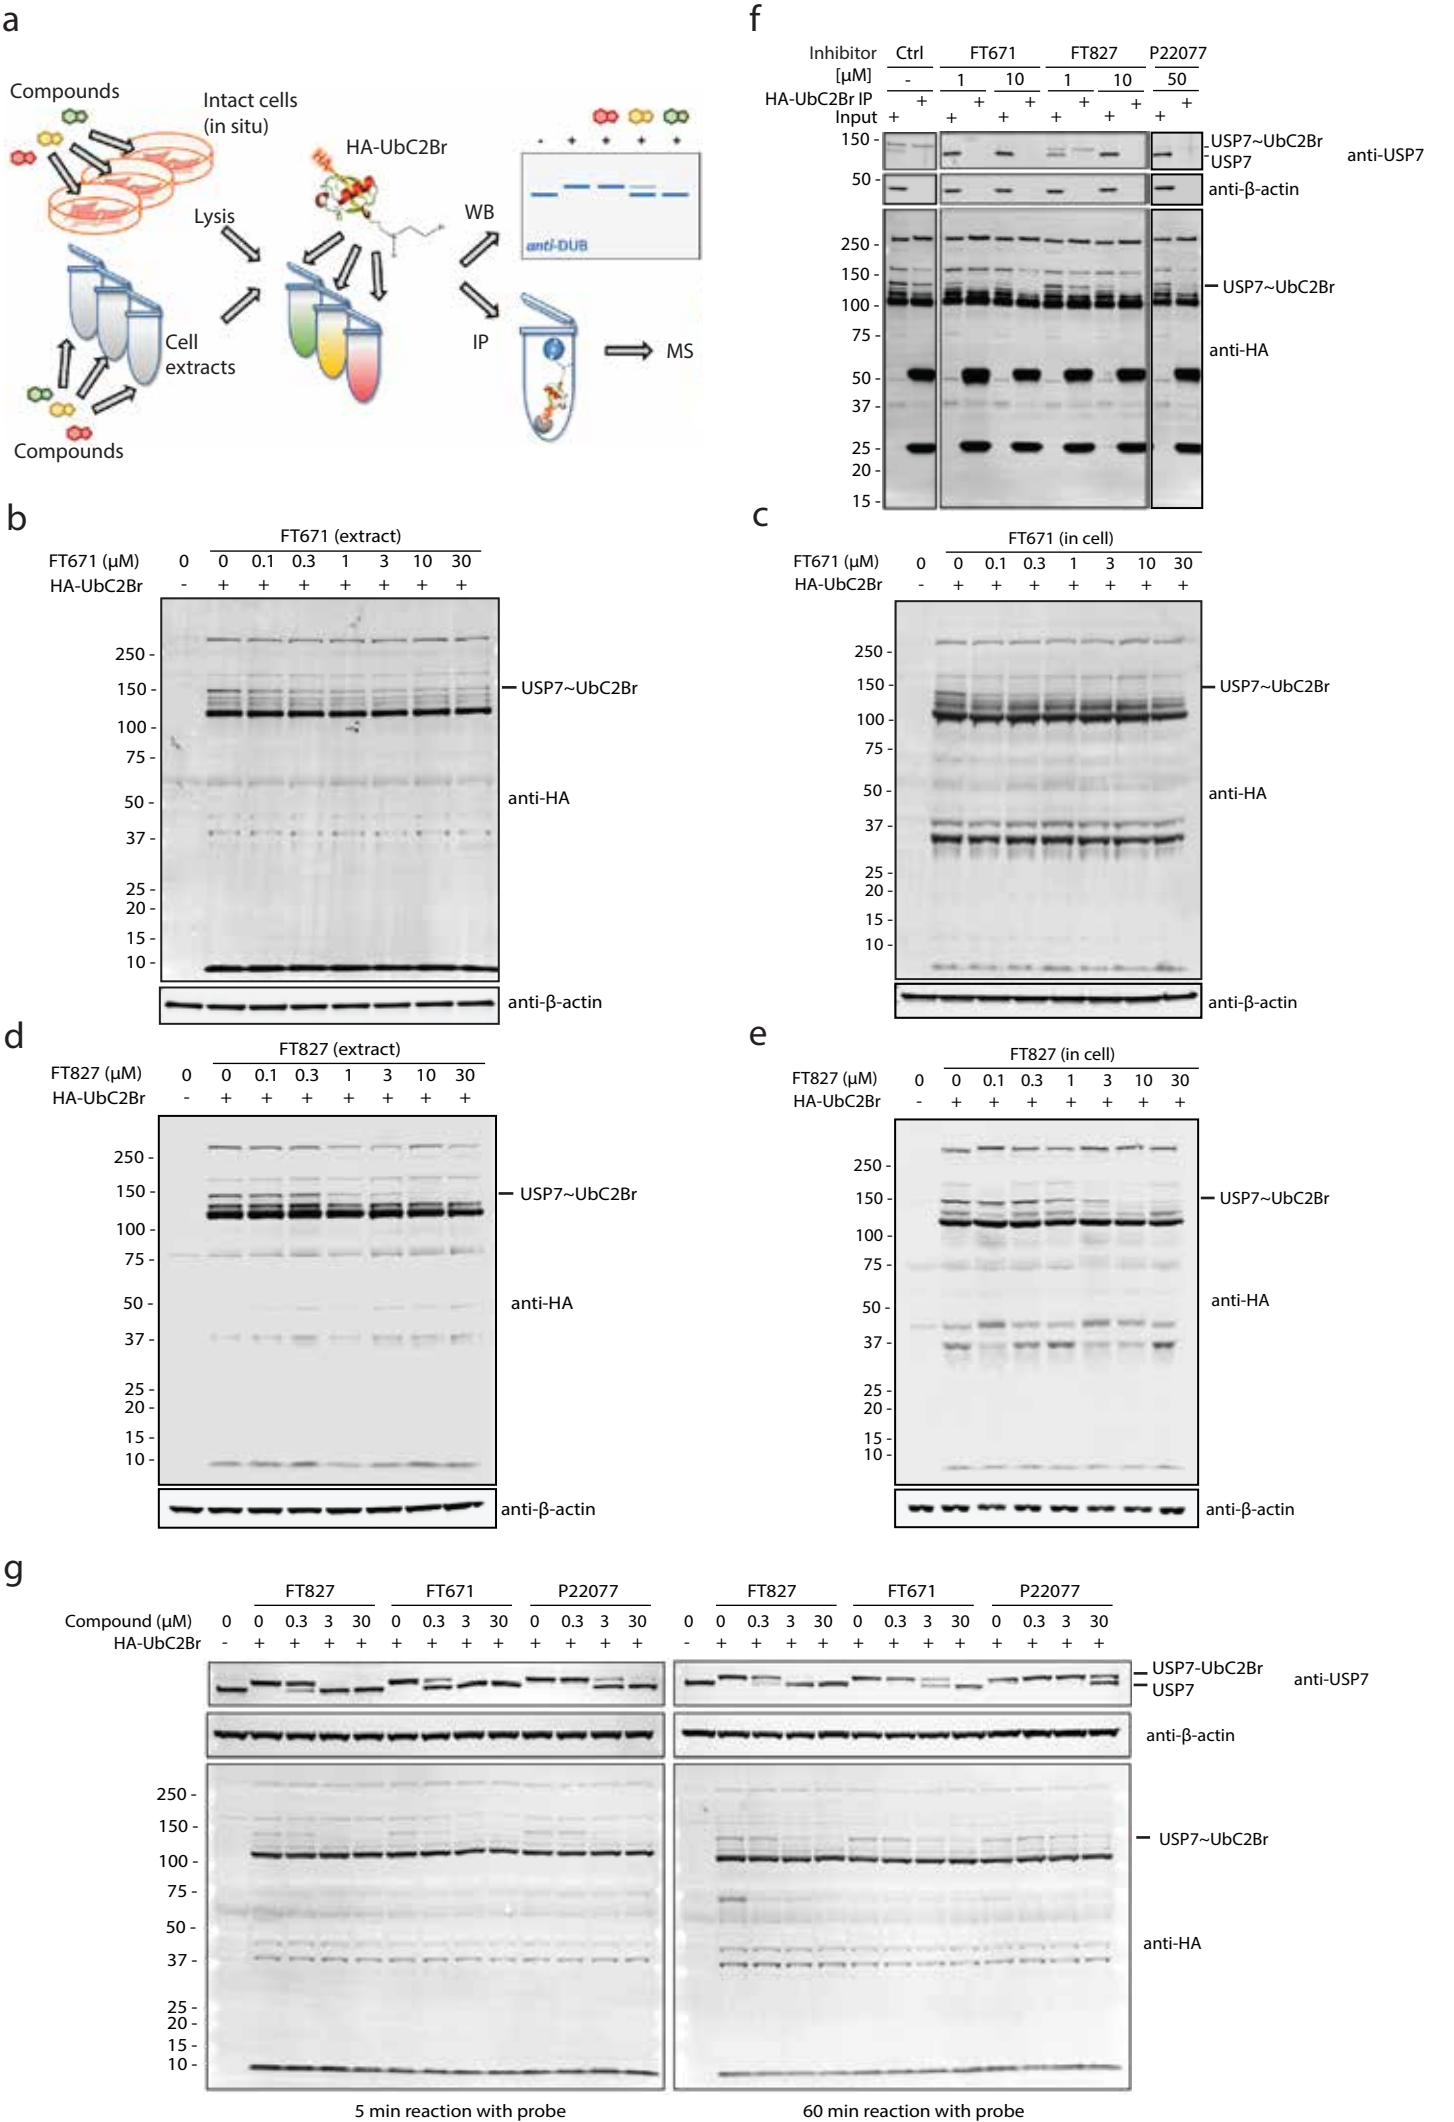 a
Compounds
Intact cells
(in situ)
HA-UbC2Br
HA
- + + + +
Lysis
WB
anti-DUB
Cell
extracts
IP
MS
Compounds
f
Inhibitor Ctrl FT671 FT827 P22077
[µM] - 1 10 1 10 50
HA-UbC2Br IP + + + + + +
Input + + + + + +
150 -
USP7~UbC2Br
USP7
anti-USP7
50 -
anti-β-actin
250 -
150 -
USP7~UbC2Br
100 -
75 -
anti-HA
50 -
37 -
25 -
20 -
15 -
b
FT671 (extract)
FT671 (µM) 0 0 0.1 0.3 1 3 10 30
HA-UbC2Br - + + + + + + +
250 -
150 -
USP7~UbC2Br
100 -
75 -
50 -
anti-HA
37 -
25 -
20 -
15 -
10 -
anti-β-actin
c
FT671 (in cell)
FT671 (µM) 0 0 0.1 0.3 1 3 10 30
HA-UbC2Br - + + + + + + +
250 -
150 -
USP7~UbC2Br
100 -
75 -
50 -
anti-HA
37 -
25 -
20 -
15 -
10 -
anti-β-actin
d
FT827 (extract)
FT827 (µM) 0 0 0.1 0.3 1 3 10 30
HA-UbC2Br - + + + + + + +
250 -
150 -
USP7~UbC2Br
100 -
75 -
50 -
anti-HA
37 -
25 -
20 -
15 -
10 -
anti-β-actin
e
FT827 (in cell)
FT827 (µM) 0 0 0.1 0.3 1 3 10 30
HA-UbC2Br - + + + + + + +
250 -
150 -
USP7~UbC2Br
100 -
75 -
50 -
anti-HA
37 -
25 -
20 -
15 -
10 -
anti-β-actin
g
FT827 FT671 P22077 FT827 FT671 P22077
Compound (µM) 0 0 0.3 3 30 0 0.3 3 30 0 0.3 3 30 0 0 0.3 3 30 0 0.3 3 30 0 0.3 3 30
HA-UbC2Br - + + + + + + + + + + + + - + + + + + + + + + + + +
USP7-UbC2Br
USP7
anti-USP7
anti-β-actin
250 -
150 -
USP7~UbC2Br
100 -
75 -
50 -
anti-HA
37 -
25 -
20 -
15 -
10 -
5 min reaction with probe
60 min reaction with probe